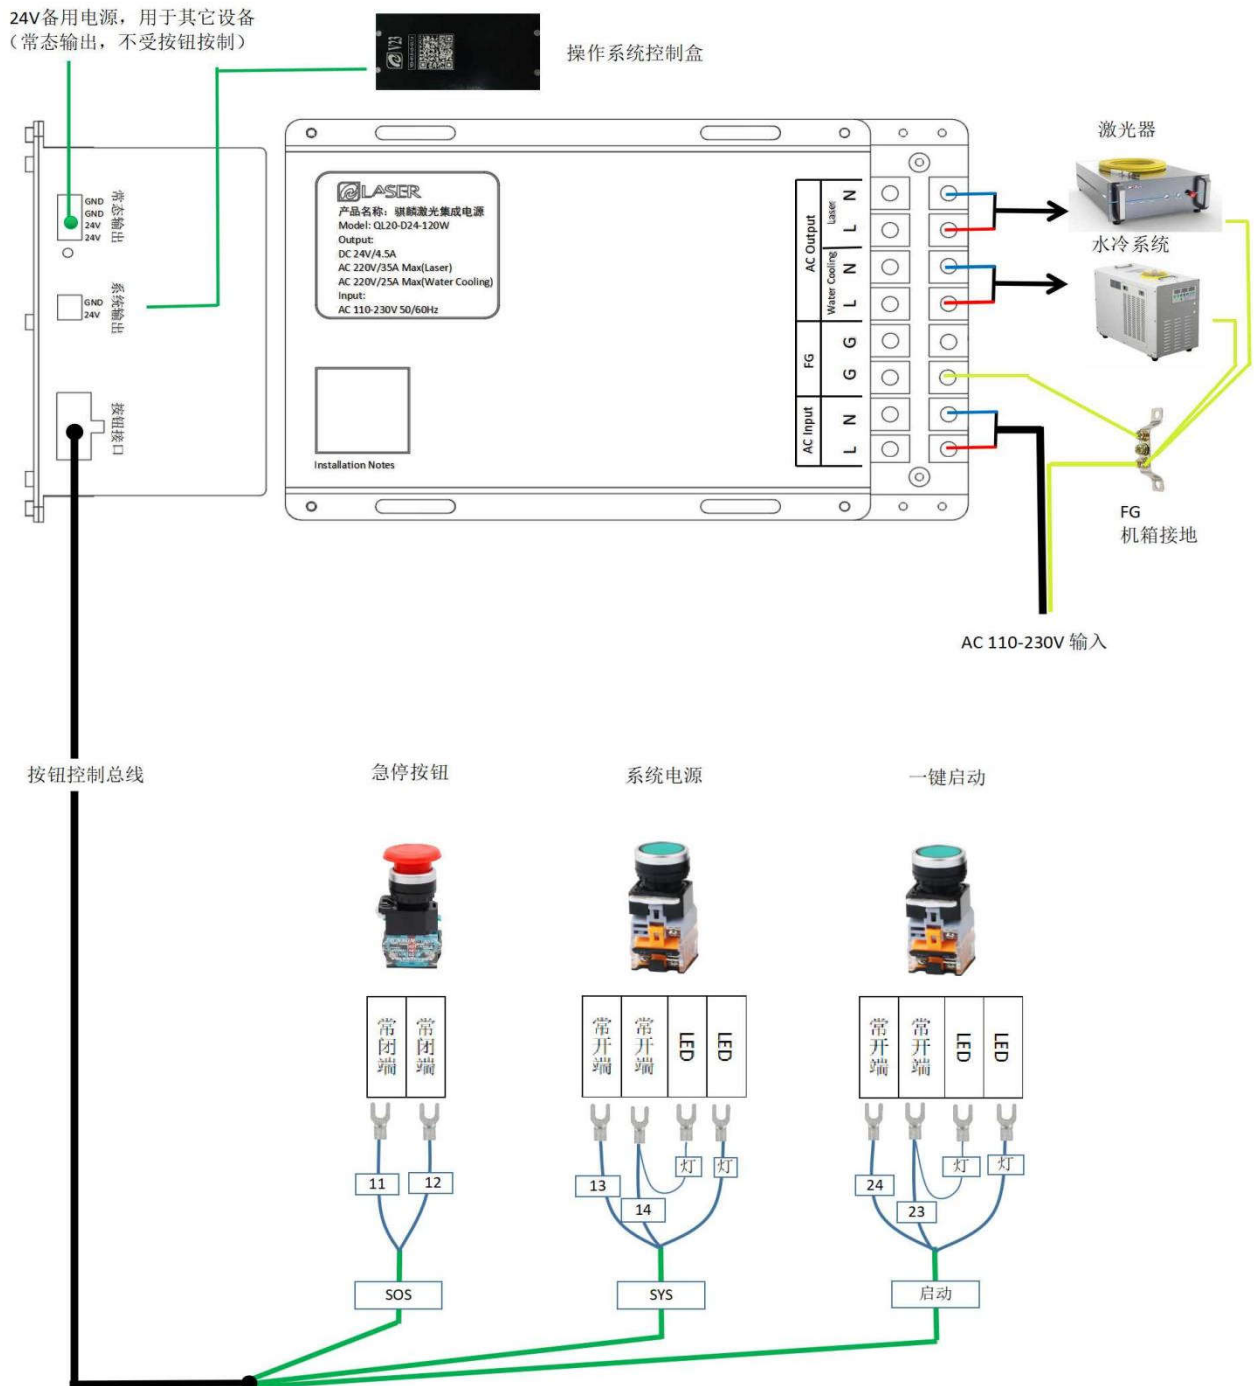 24V备用电源，用于其它设备
（常态输出，不受按钮按制）
V23
操作系统控制盒
激光器
水冷系统
GND
GND
24V
24V
常态输出
GND
24V
系统输出
按钮接口
LASER
产品名称：骐麟激光集成电源
Model: QL20-D24-120W
Output:
DC 24V/4.5A
AC 220V/35A Max(Laser)
AC 220V/25A Max(Water Cooling)
Input:
AC 110-230V 50/60Hz
Installation Notes
AC Output
Laser
N
L
Water Cooling
N
L
FG
G
G
AC Input
N
L
FG
机箱接地
AC 110-230V 输入
按钮控制总线
急停按钮
系统电源
一键启动
常闭端
常闭端
常开端
常开端
LED
LED
常开端
常开端
LED
LED
11
12
13
14
灯
灯
24
23
灯
灯
SOS
SYS
启动